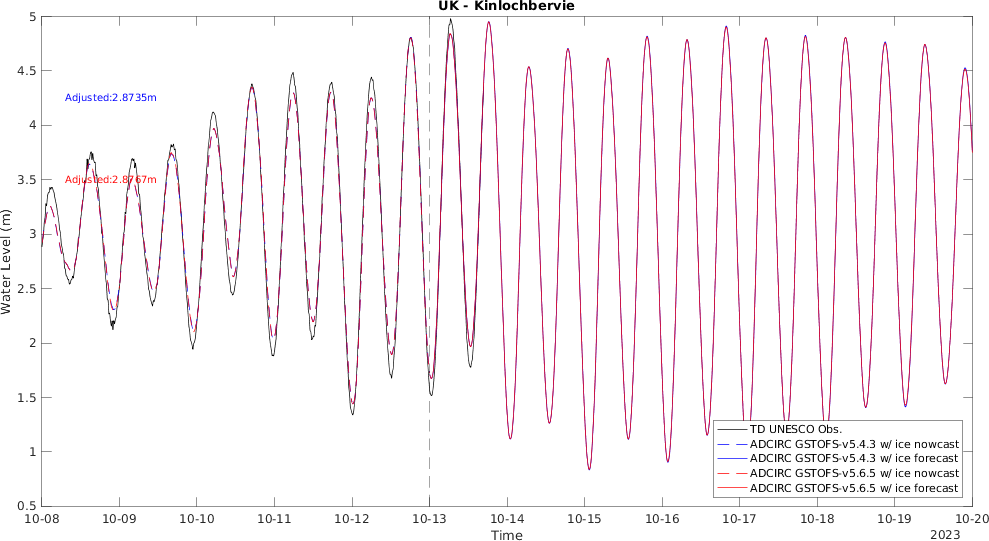 UK - Kinlochbervie
Water Level (m)
5
4.5
4
3.5
3
2.5
2
1.5
1
0.5
Adjusted:2.8735m
Adjusted:2.8767m
TD UNESCO Obs.
ADCIRC GSTOFS-v5.4.3 w/ ice nowcast
ADCIRC GSTOFS-v5.4.3 w/ ice forecast
ADCIRC GSTOFS-v5.6.5 w/ ice nowcast
ADCIRC GSTOFS-v5.6.5 w/ ice forecast
10-08 10-09 10-10 10-11 10-12 10-13 10-14 10-15 10-16 10-17 10-18 10-19 10-20
Time
2023